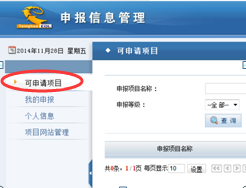 申报信息管理
2014年11月28日 星期五
可申请项目
可申请项目
我的申报
个人信息
项目网站管理
申报项目名称：
申报等级：
--全部--
查 询
申报项目名称
共0条，1/1页 每页显示 10 设置